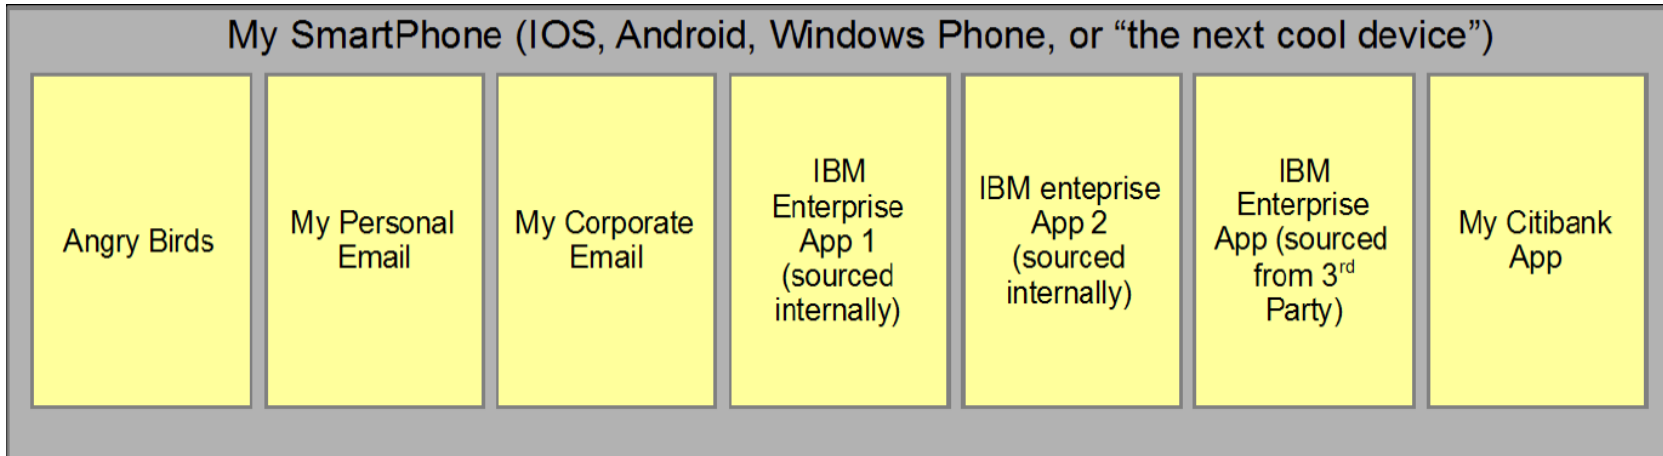 My SmartPhone (IOS, Android, Windows Phone, or “the next cool device”)
Angry Birds
My Personal
Email
My Corporate
Email
IBM
Enterprise
App 1
(sourced
internally)
IBM enteprise
App 2
(sourced
internally)
IBM
Enterprise
App (sourced
from 3rd
Party)
My Citibank
App